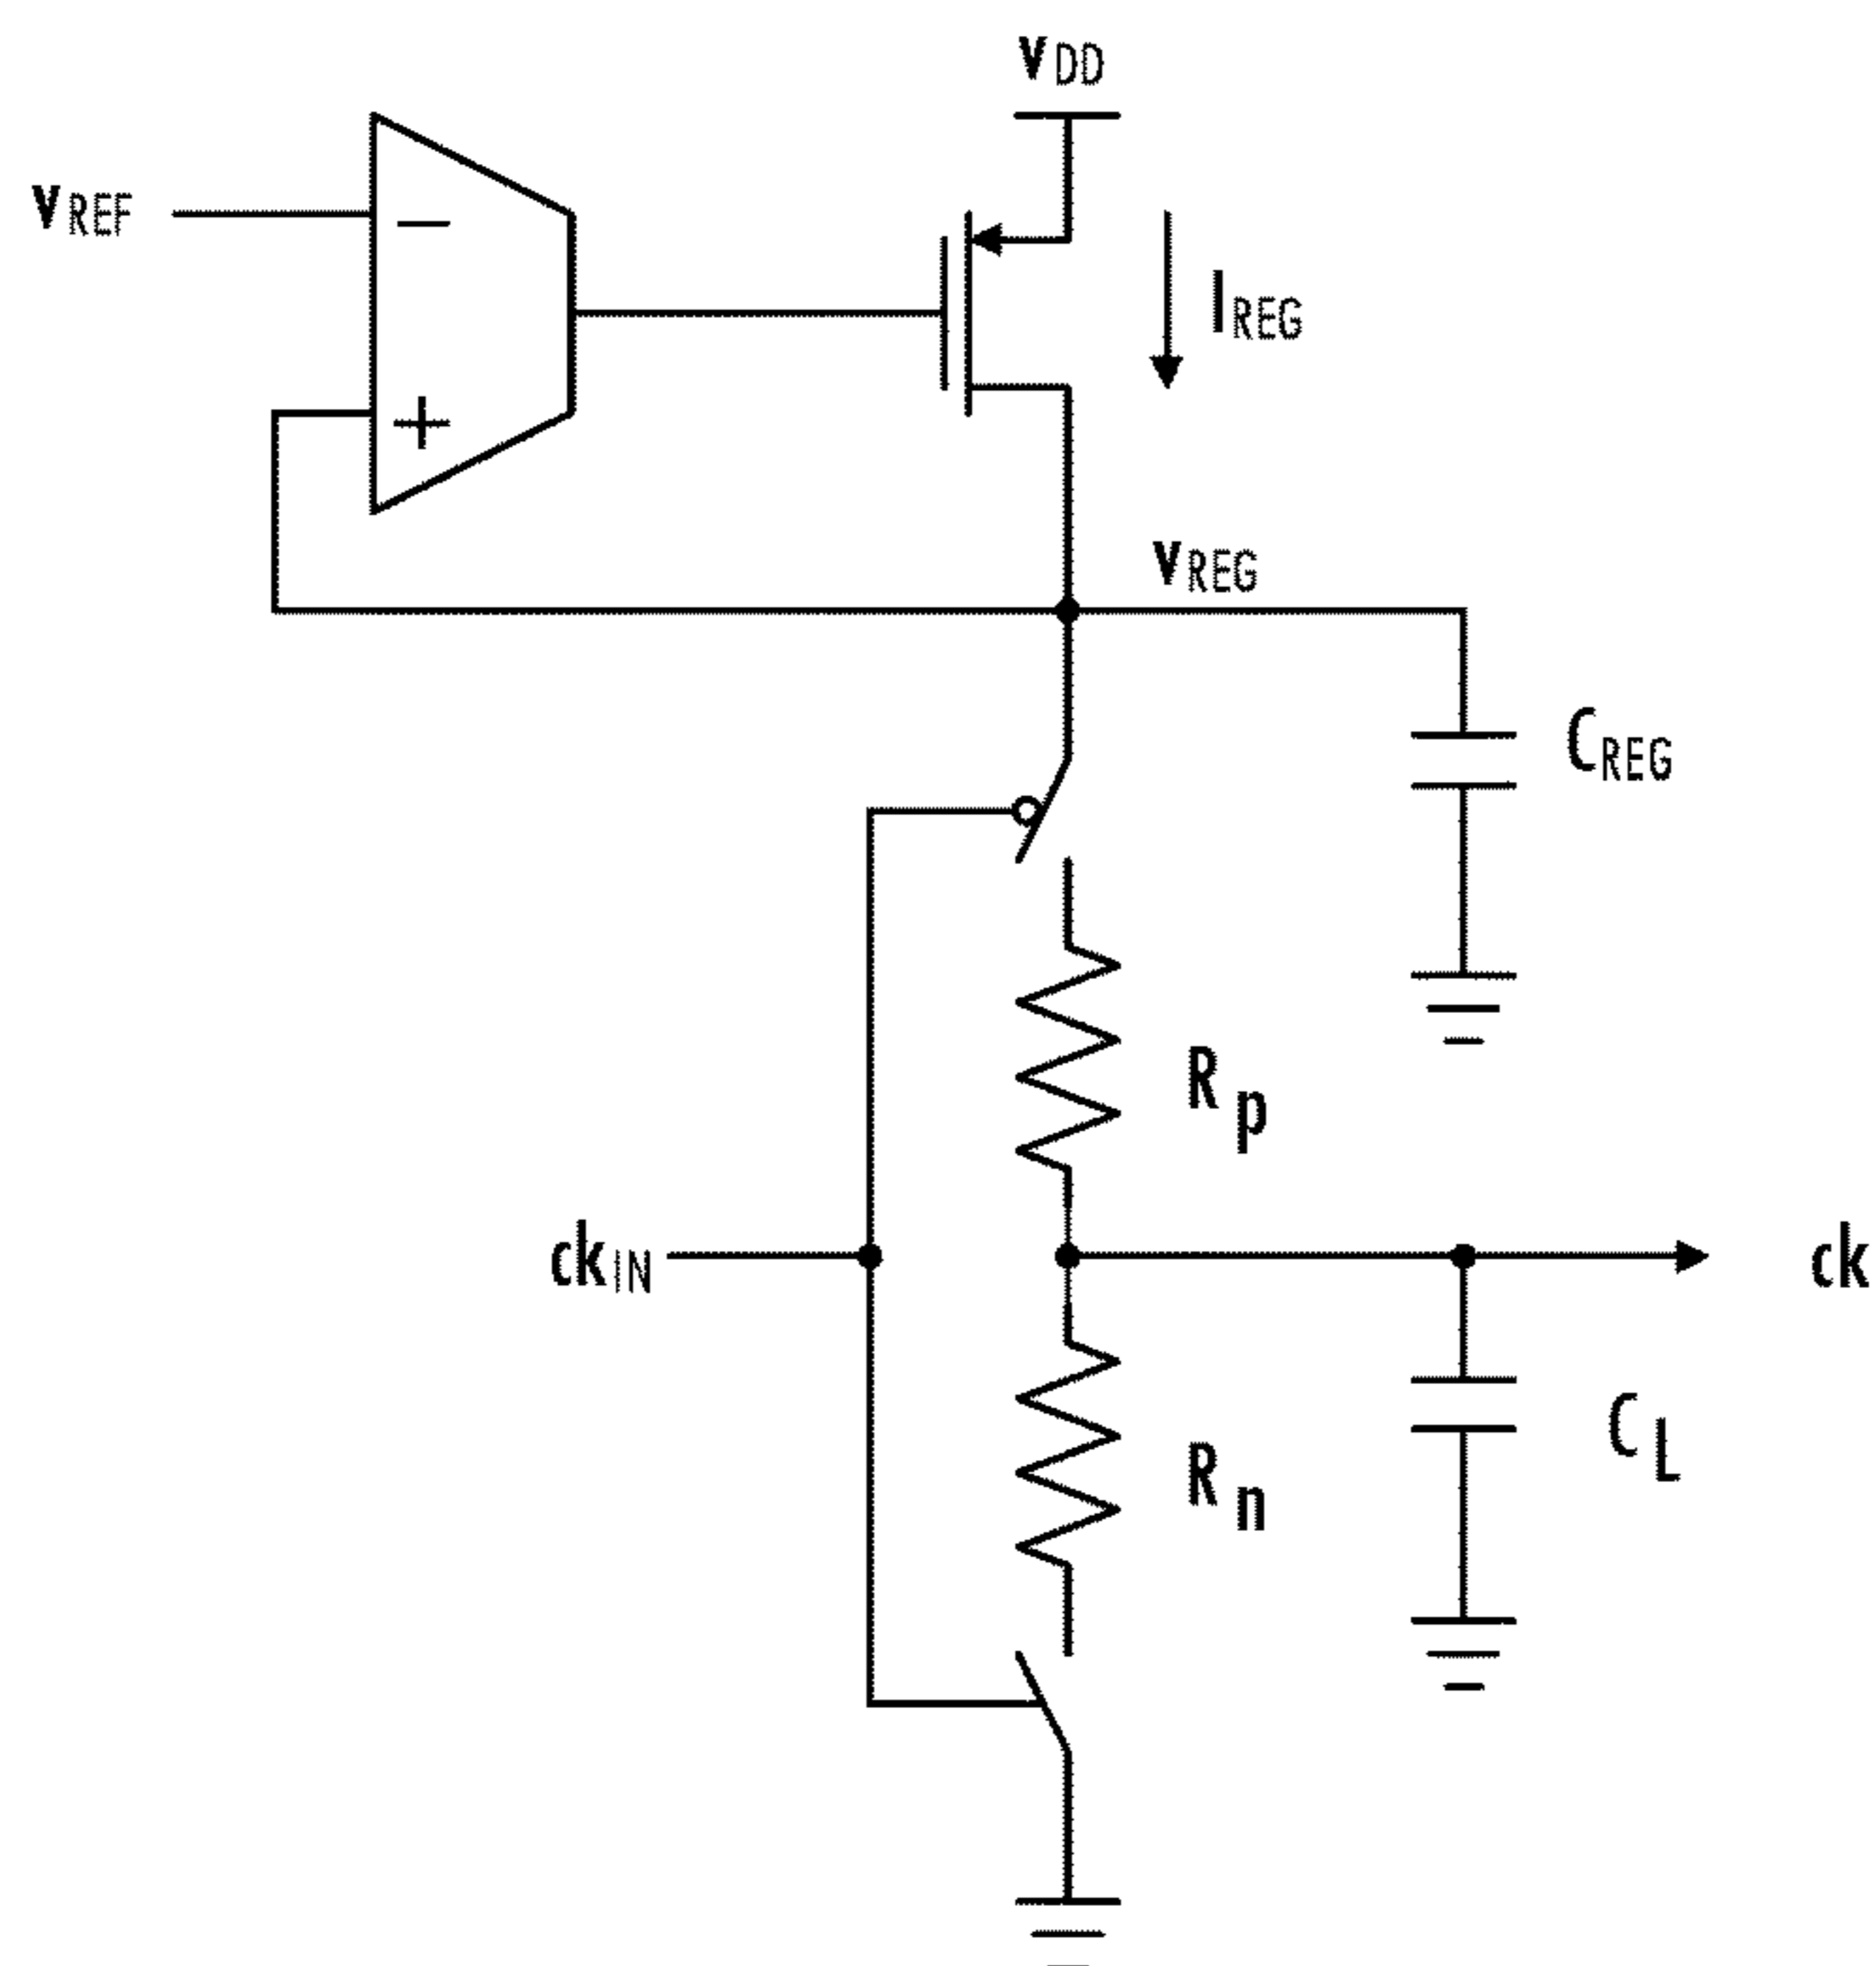 vDD
vREF
−
IREG
+
vREG
CREG
Rp
ckIN
ck
Rn
CL